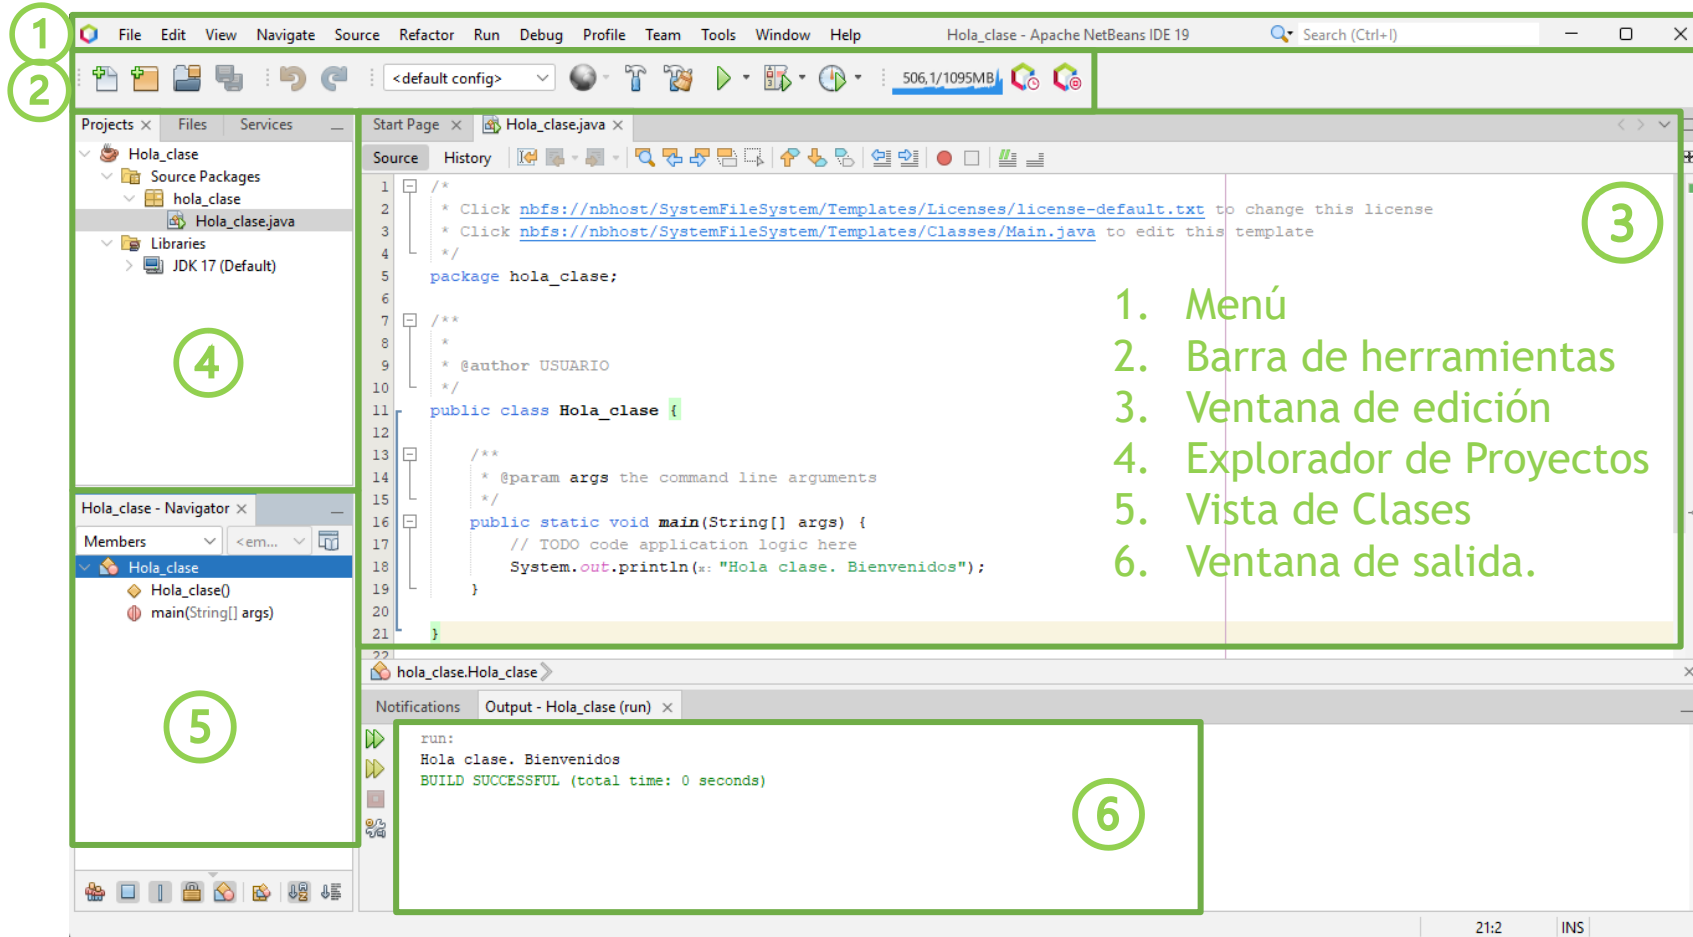 1
File Edit View Navigate Source Refactor Run Debug Profile Team Tools Window Help Hola_clase - Apache NetBeans IDE 19 Search (Ctrl+I)
2
<default config> 506,1/1095MB
Projects Files Services
Hola_clase
Source Packages
hola_clase
Hola_clase.java
Libraries
JDK 17 (Default)
4
Start Page Hola_clase.java
Source History
1 /*
2 * Click nbfs://nbhost/SystemFileSystem/Templates/Licenses/license-default.txt to change this license
3 * Click nbfs://nbhost/SystemFileSystem/Templates/Classes/Main.java to edit this template
4 */
5 package hola_clase;
6
7 /**
8 *
9 * @author USUARIO
10 */
11 public class Hola_clase {
12
13 /**
14 * @param args the command line arguments
15 */
16 public static void main(String[] args) {
17 // TODO code application logic here
18 System.out.println(x: "Hola clase. Bienvenidos");
19 }
20
21 }
22
3
1. Menú
2. Barra de herramientas
3. Ventana de edición
4. Explorador de Proyectos
5. Vista de Clases
6. Ventana de salida.
Hola_clase - Navigator
Members <em...
Hola_clase
Hola_clase()
main(String[] args)
5
hola_clase.Hola_clase
Notifications Output - Hola_clase (run)
run:
Hola clase. Bienvenidos
BUILD SUCCESSFUL (total time: 0 seconds)
6
21:2 INS